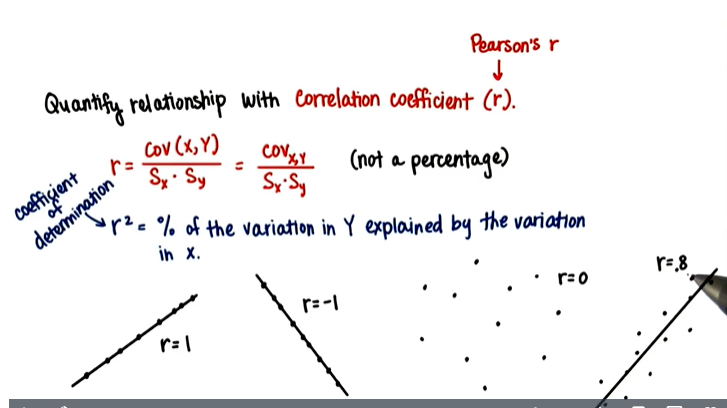 Pearson's r
Quantify relationship with correlation coefficient (r).
r = Cov(X,Y) / Sx · Sy = COVx,Y / Sx·Sy (not a percentage)
coefficient
of
determination
r² = % of the variation in Y explained by the variation
in x.
r=.8
r=0
r=-1
r=1